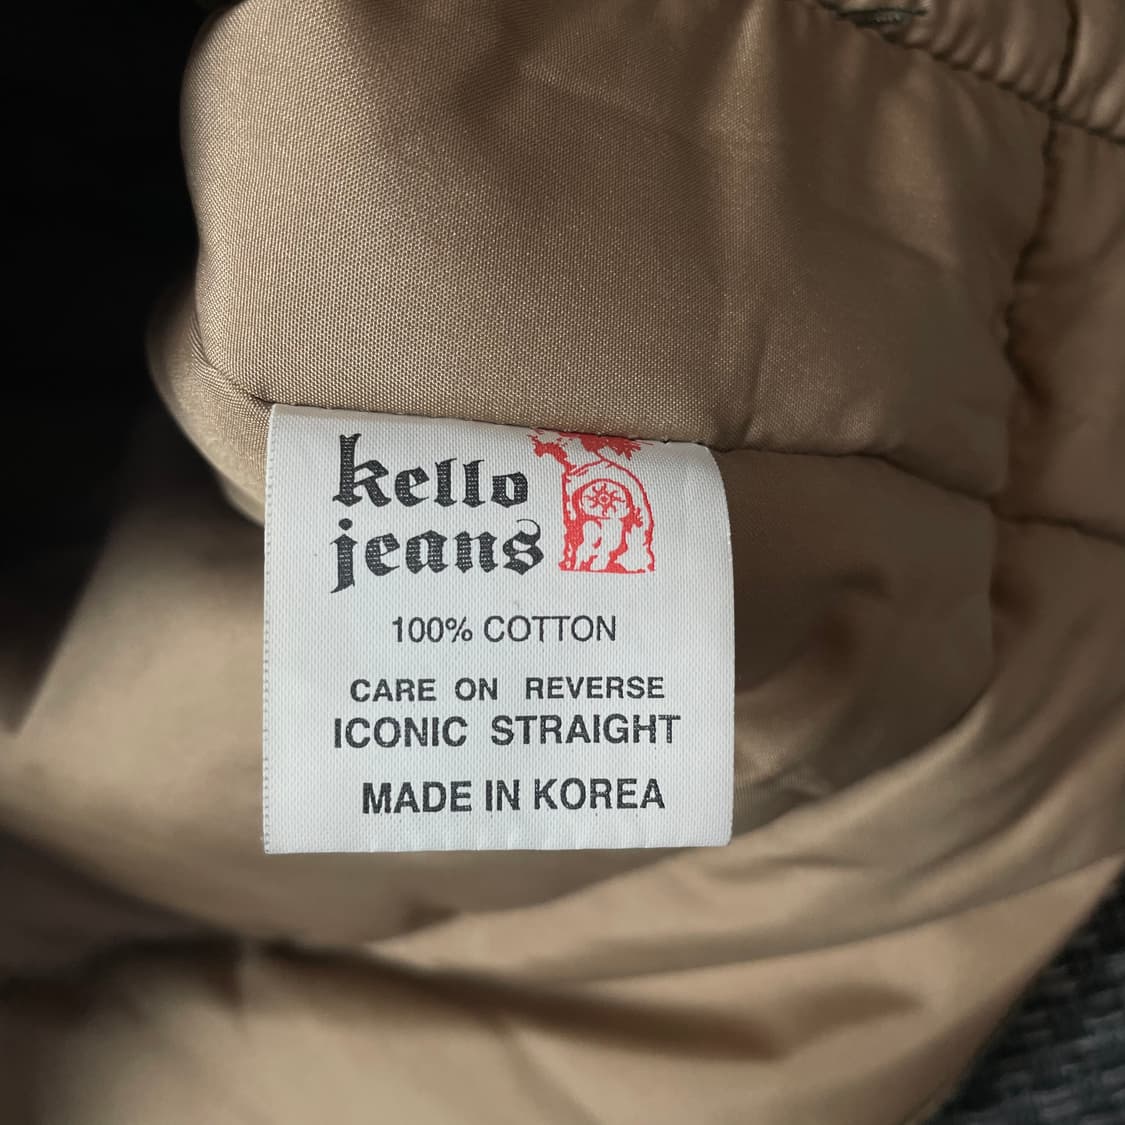 kello
jeans
100% COTTON
CARE ON REVERSE
ICONIC STRAIGHT
MADE IN KOREA